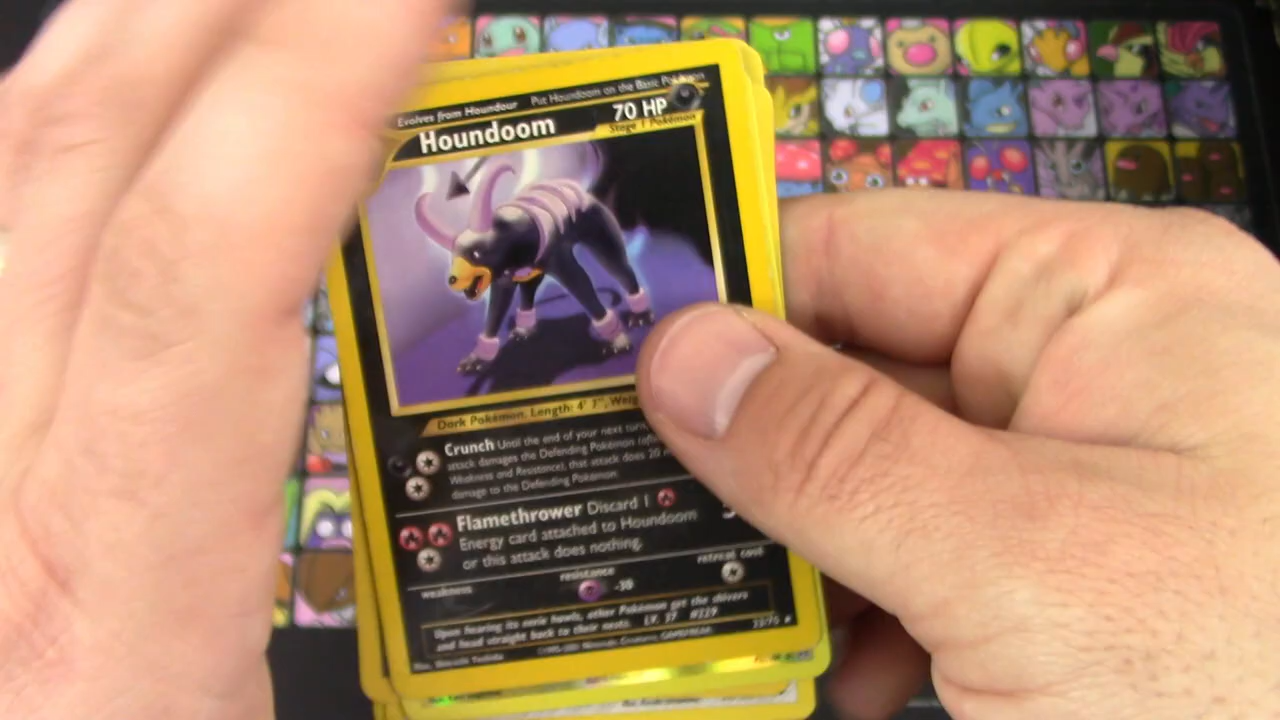 Evolves from Houndour Put Houndoom on the Basic Pokémon
Houndoom 70 HP
Stage 1 Pokémon
Dark Pokémon. Length: 4' 7",
Crunch Until the end of your next turn
attack damages the Defending Pokémon
Weakness and Resistance), that attack does 20
damage to the Defending Pokémon.
Flamethrower Discard 1
Energy card attached to Houndoom
or this attack does nothing.
weakness resistance retreat cost
-30
Upon hearing its eerie howls, other Pokémon get the shivers
and head straight back to their nests. LV. 37 #229